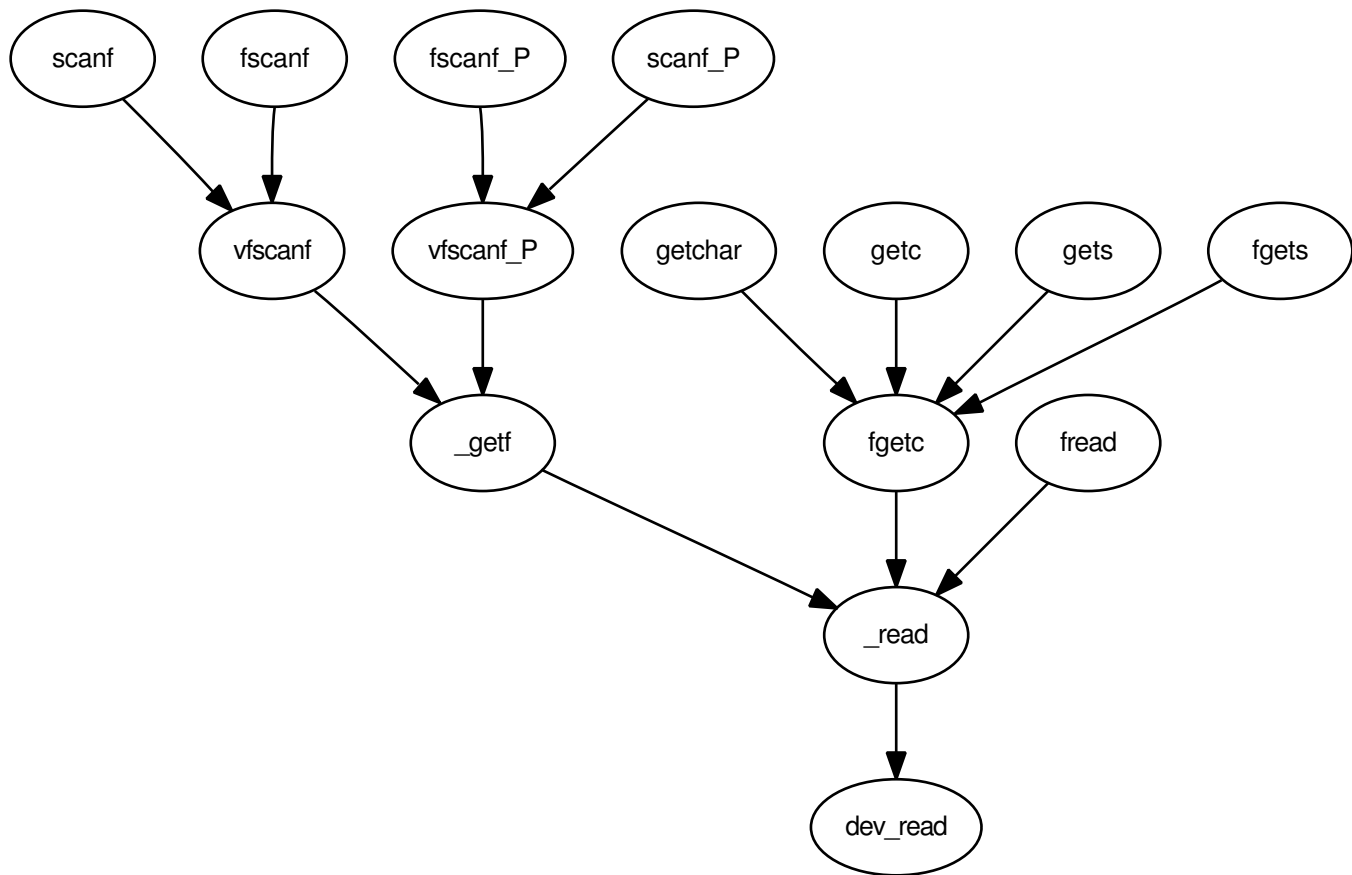 scanf
fscanf
fscanf_P
scanf_P
vfscanf
vfscanf_P
getchar
getc
gets
fgets
_getf
fgetc
fread
_read
dev_read